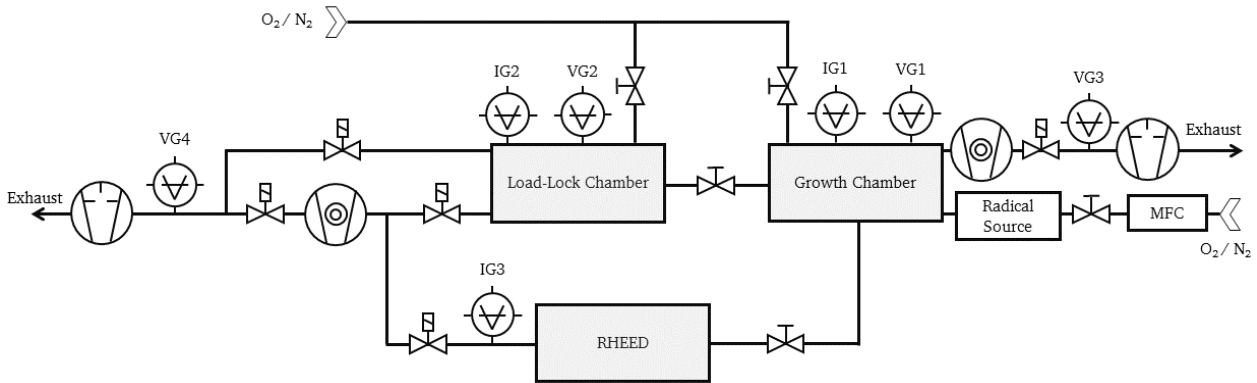 O₂ / N₂
IG2
VG2
IG1
VG1
VG3
VG4
Exhaust
Exhaust
Load-Lock Chamber
Growth Chamber
Radical
Source
MFC
O₂ / N₂
IG3
RHEED